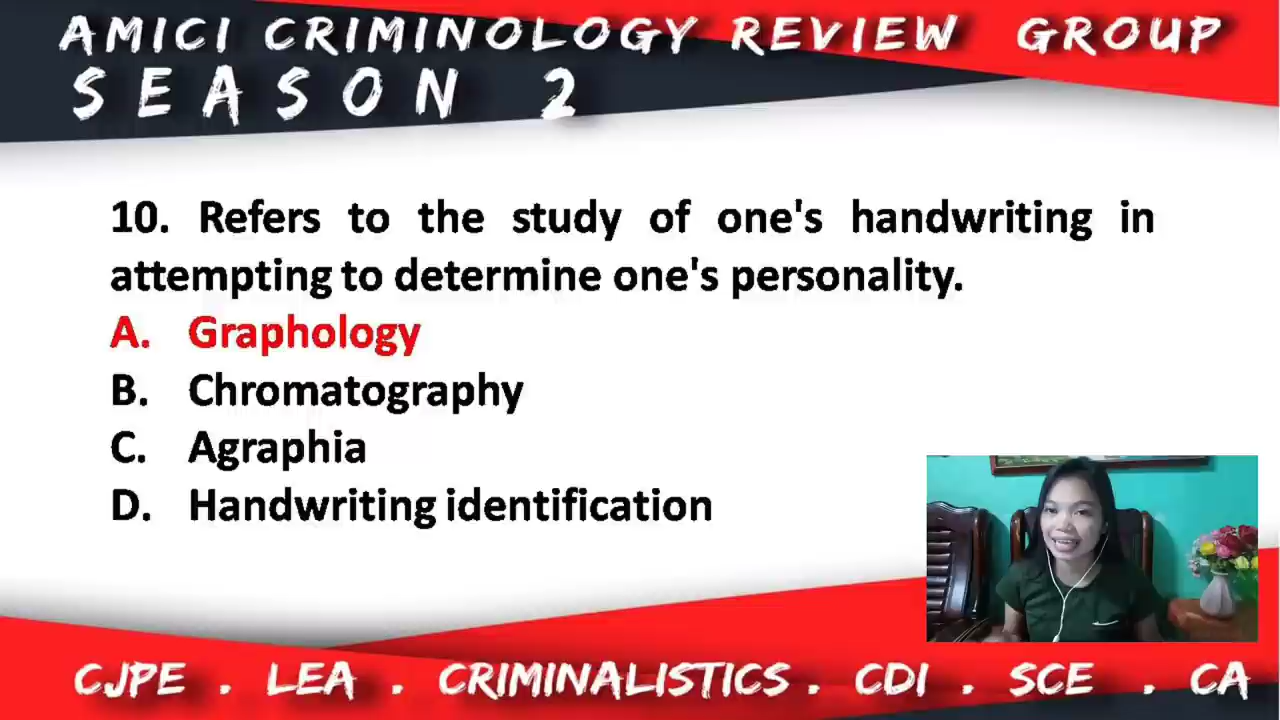 AMICI CRIMINOLOGY REVIEW GROUP
SEASON 2
10. Refers to the study of one's handwriting in
attempting to determine one's personality.
A. Graphology
B. Chromatography
C. Agraphia
D. Handwriting identification
CJPE . LEA . CRIMINALISTICS . CDI . SCE . CA